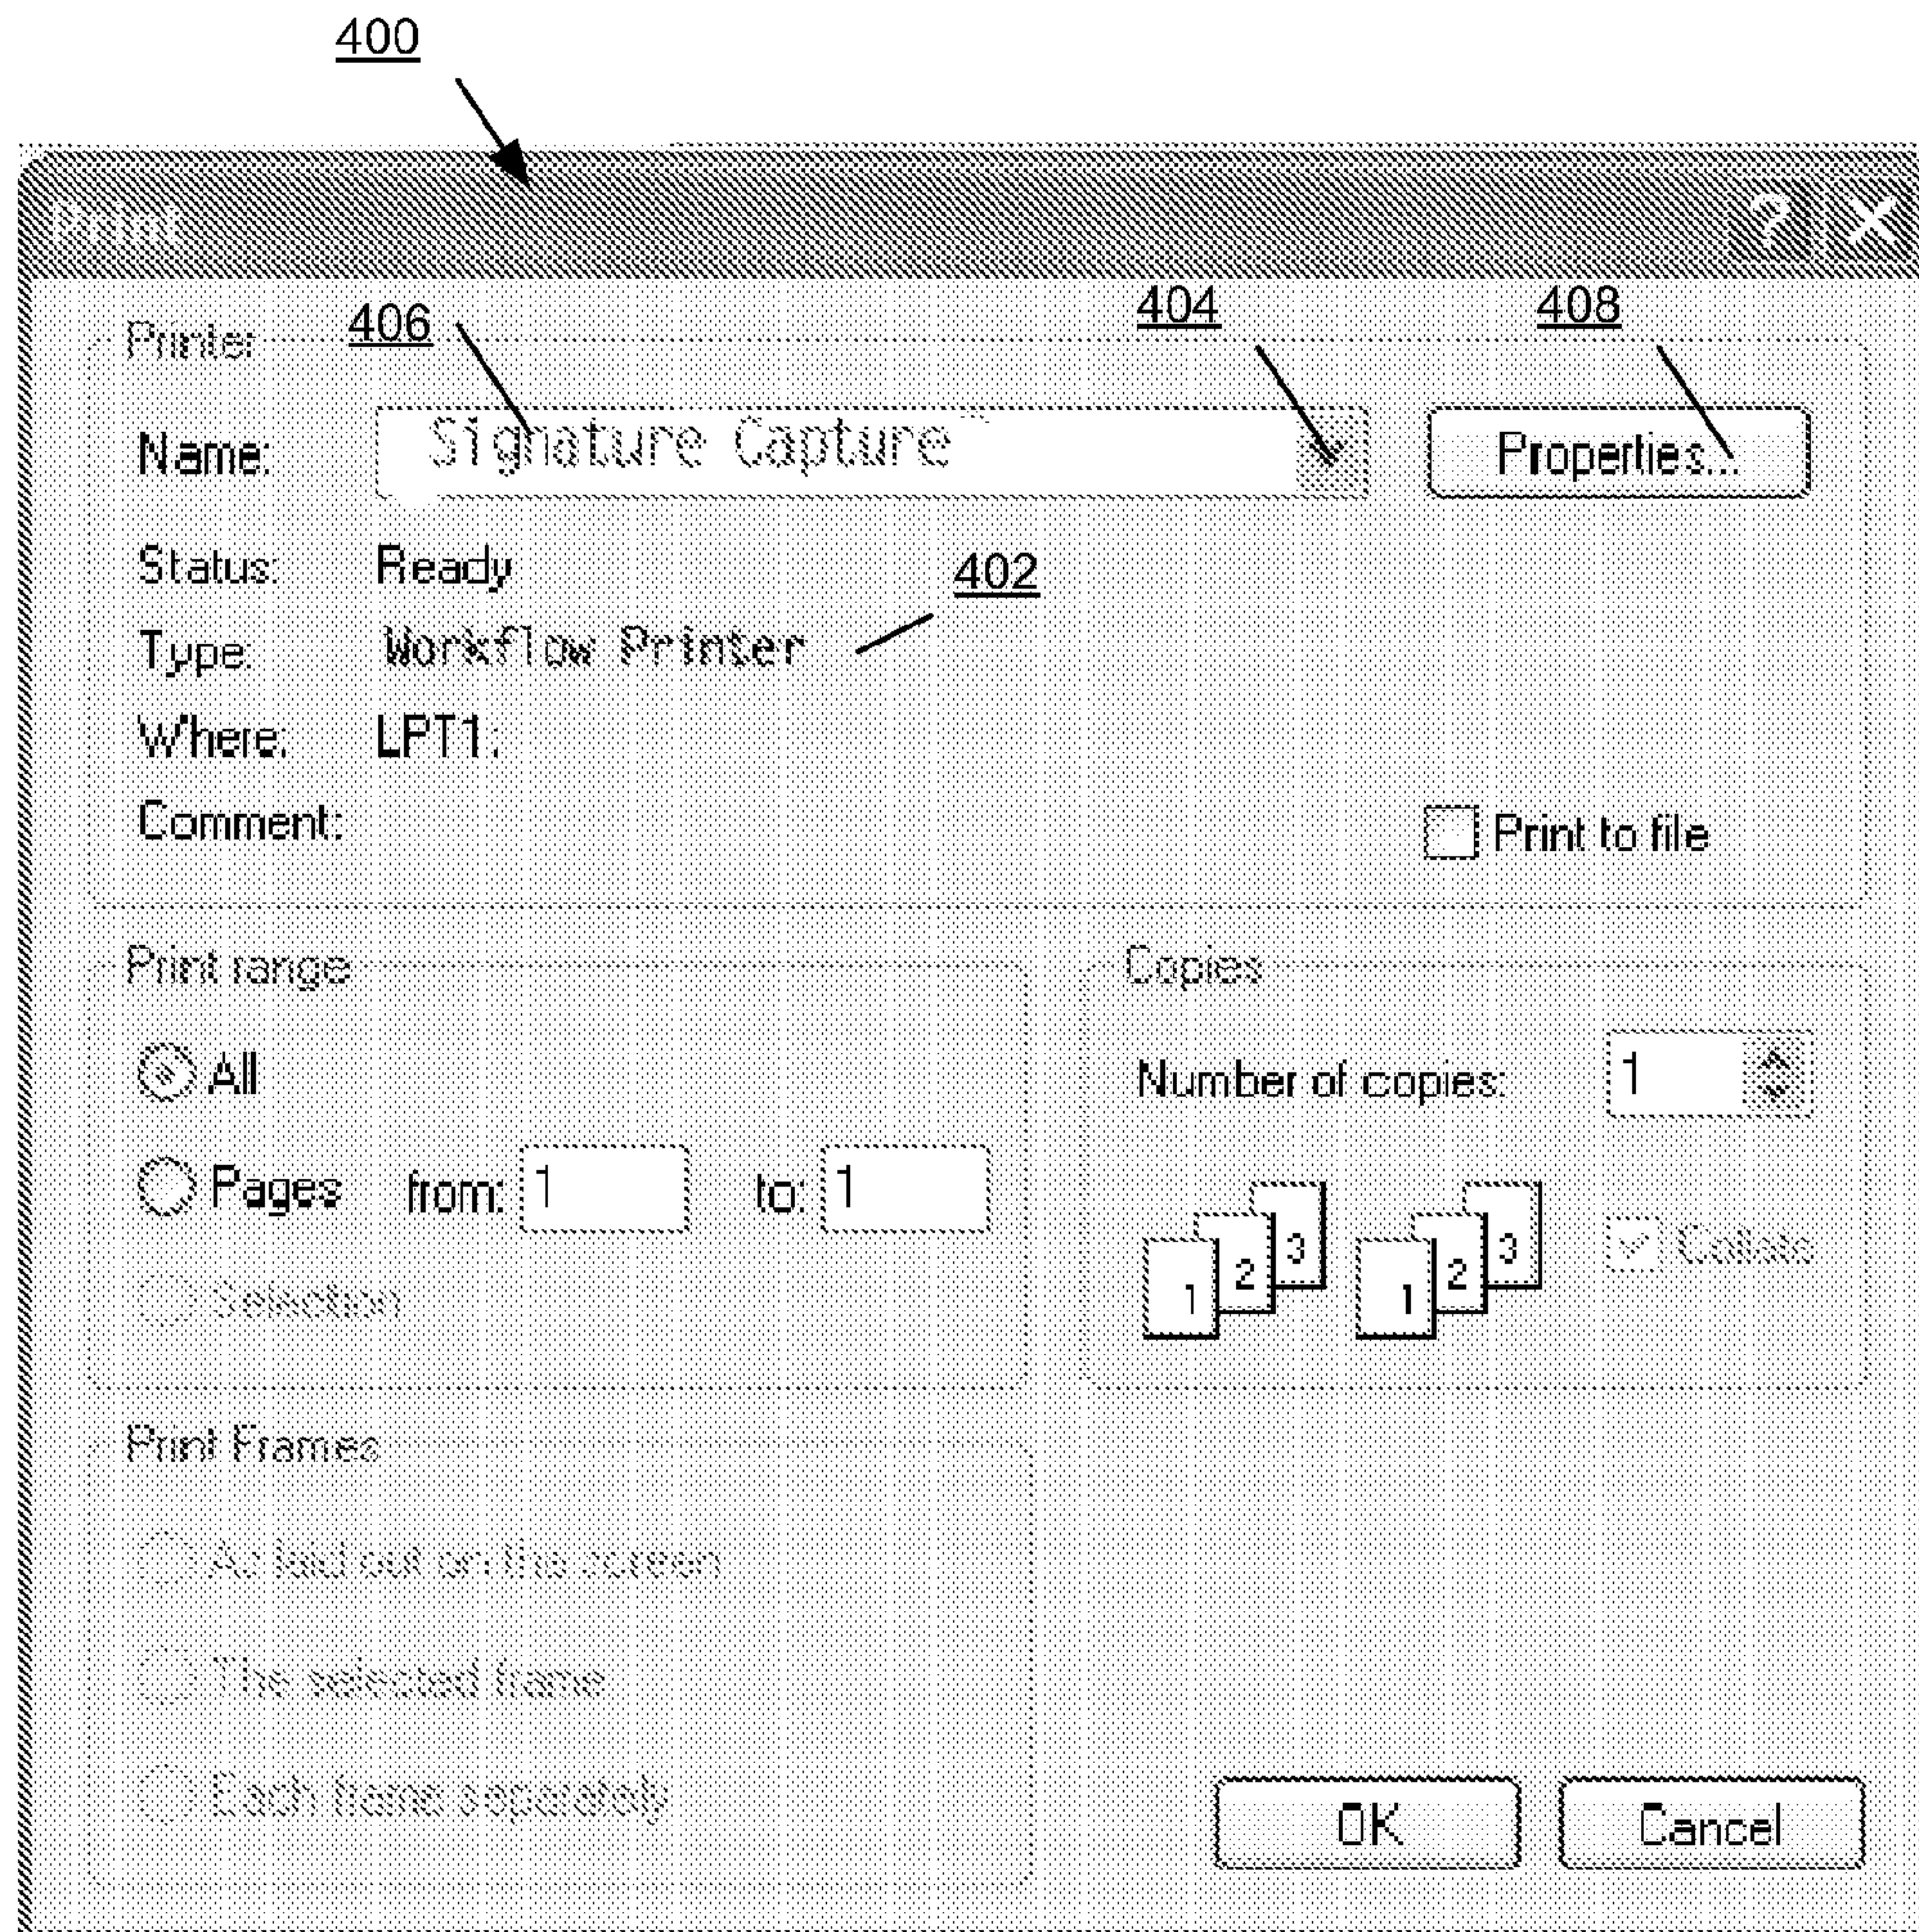 400
Print ? X
Printer 406 404 408
Name: Signature Capture™ Properties...
Status: Ready 402
Type: Workflow Printer
Where: LPT1:
Comment: Print to file
Print range Copies
All Number of copies: 1
Pages from: 1 to: 1
1 2 3 1 2 3 Collate
Selection
Print Frames
As laid out on the screen
The selected frame
Each frame separately
OK Cancel